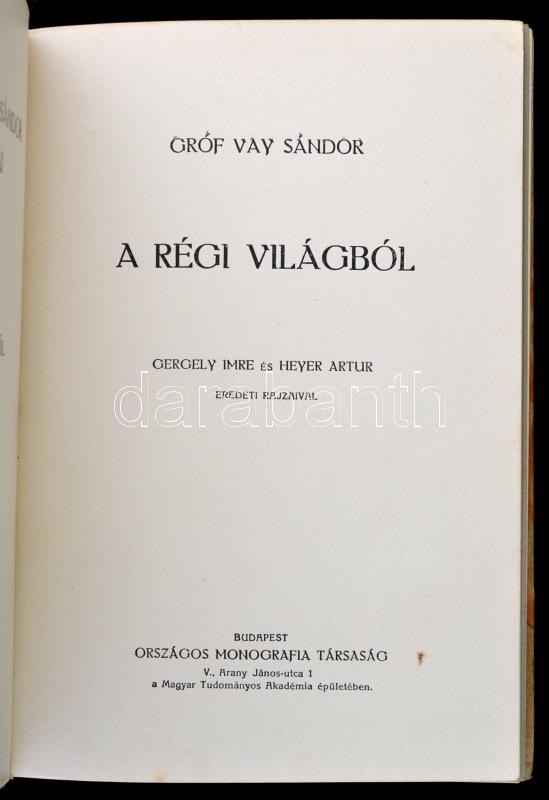 GRÓF VAY SÁNDOR
A RÉGI VILÁGBÓL
GERGELY IMRE ÉS HEYER ARTUR
EREDETI RAJZAIVAL
darabanth
BUDAPEST
ORSZÁGOS MONOGRAFIA TÁRSASÁG
V., Arany János-utca 1
a Magyar Tudományos Akadémia épületében.